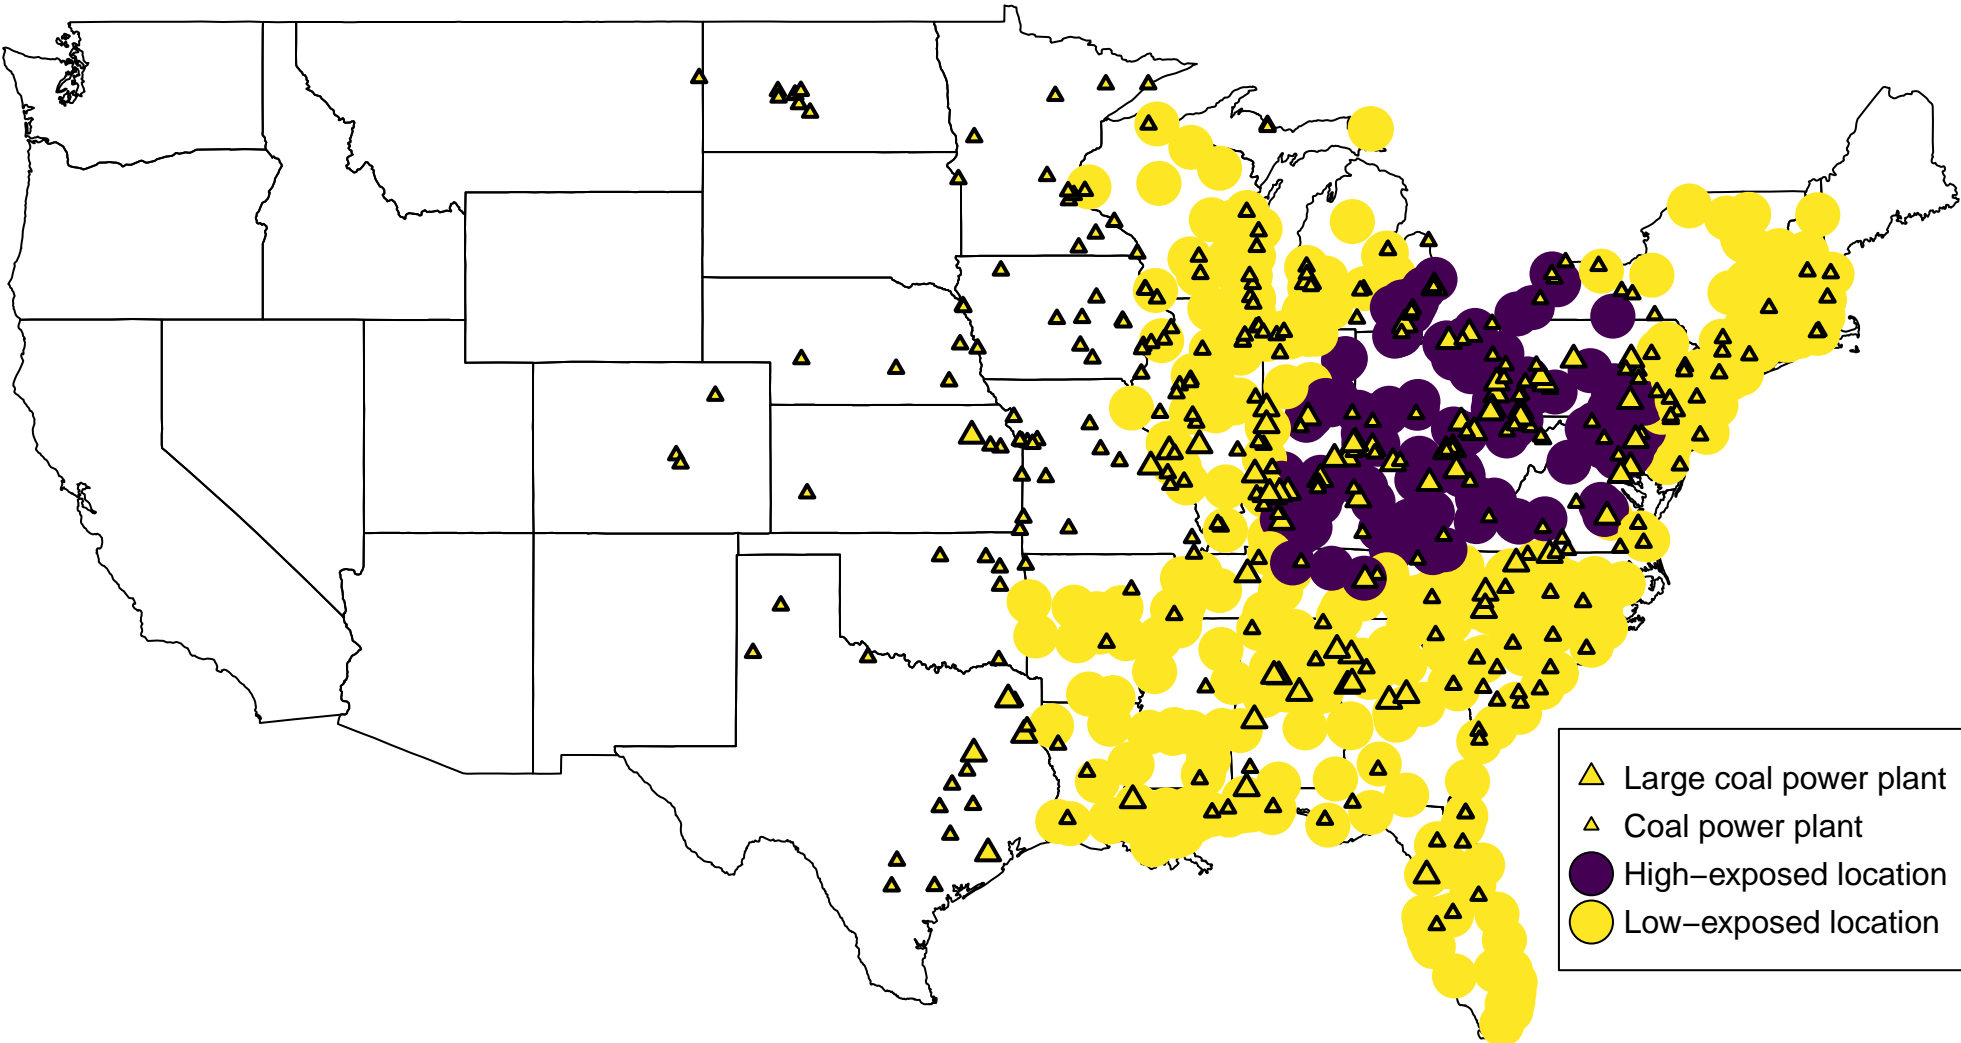 Large coal power plant
Coal power plant
High−exposed location
Low−exposed location